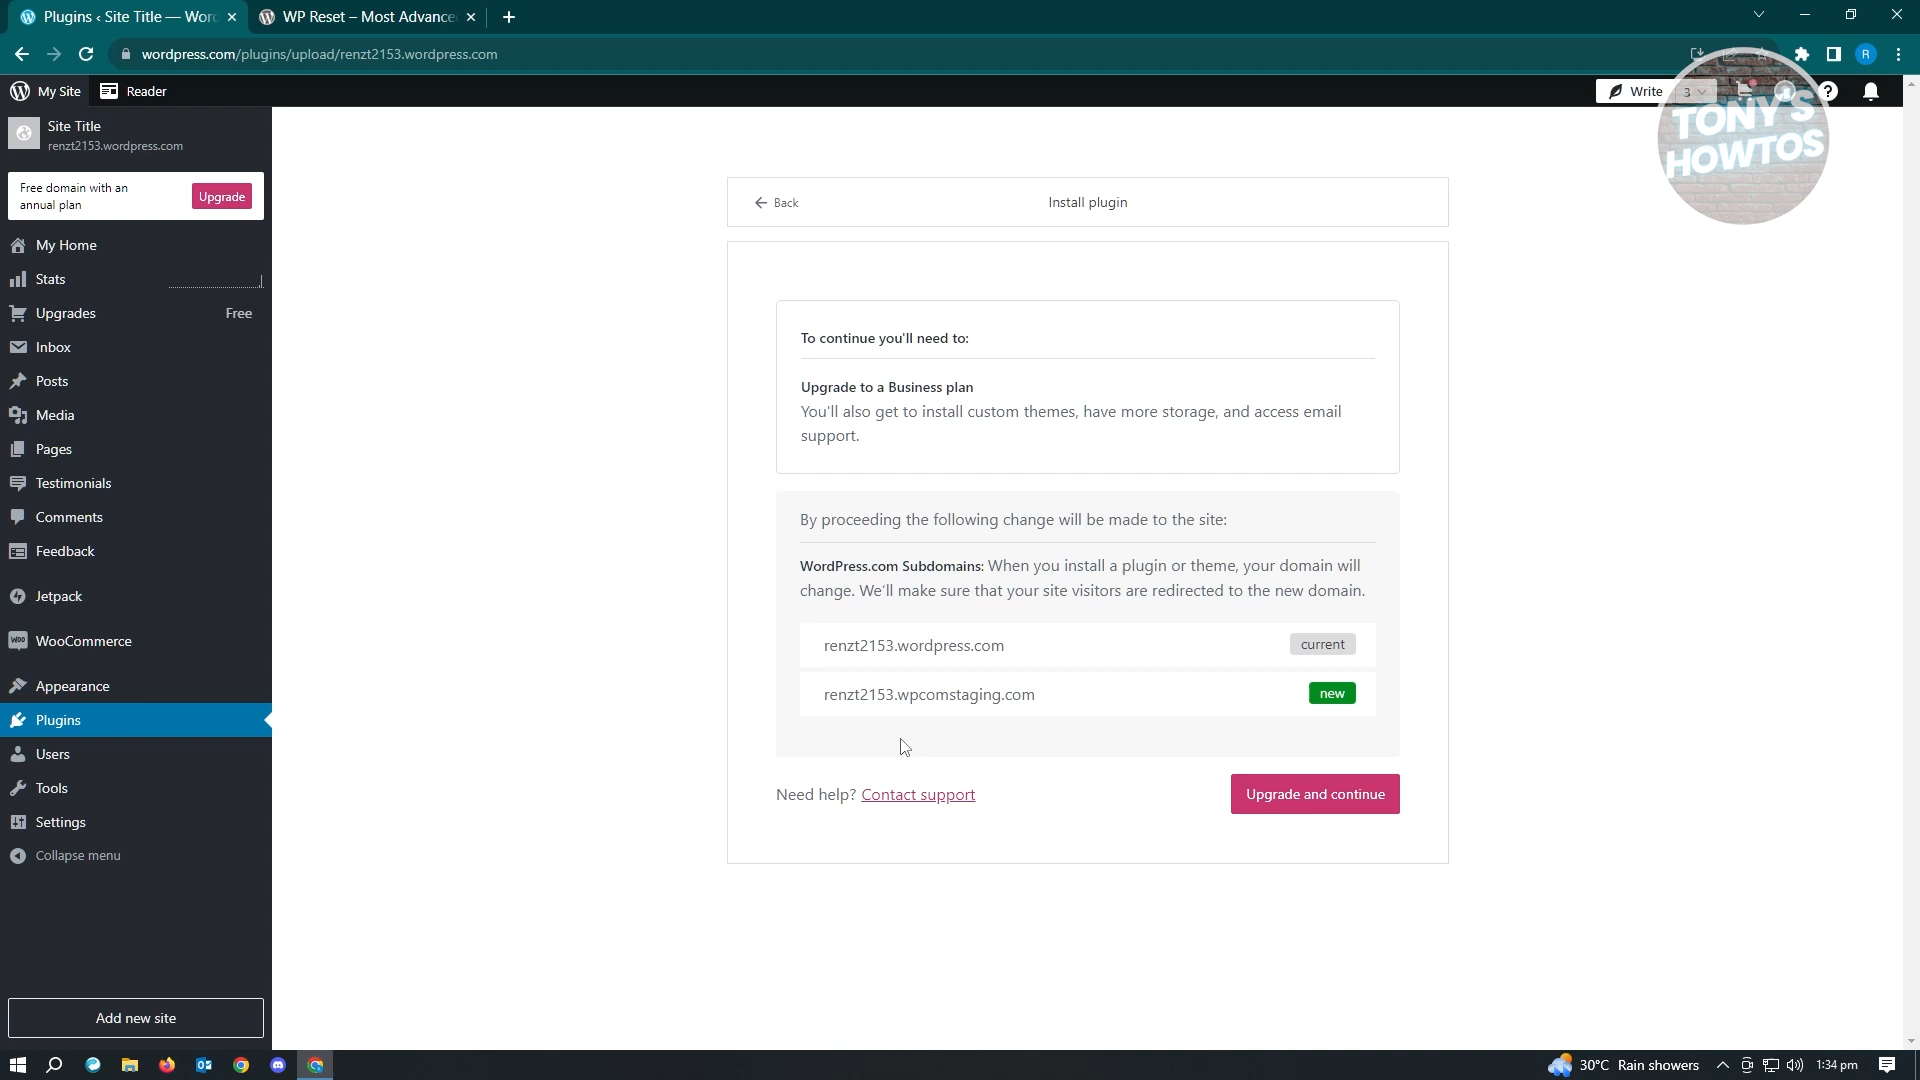 Plugins ‹ Site Title — Worc
WP Reset – Most Advance
wordpress.com/plugins/upload/renzt2153.wordpress.com
R
My Site
Reader
Write
3
TONY'S
HOWTOS
Site Title
renzt2153.wordpress.com
Free domain with an
annual plan
Upgrade
My Home
Stats
Upgrades
Free
Inbox
Posts
Media
Pages
Testimonials
Comments
Feedback
Jetpack
WooCommerce
Appearance
Plugins
Users
Tools
Settings
Collapse menu
Add new site
Back
Install plugin
To continue you'll need to:
Upgrade to a Business plan
You'll also get to install custom themes, have more storage, and access email
support.
By proceeding the following change will be made to the site:
WordPress.com Subdomains: When you install a plugin or theme, your domain will
change. We'll make sure that your site visitors are redirected to the new domain.
renzt2153.wordpress.com
current
renzt2153.wpcomstaging.com
new
Need help? Contact support
Upgrade and continue
30°C Rain showers
1:34 pm